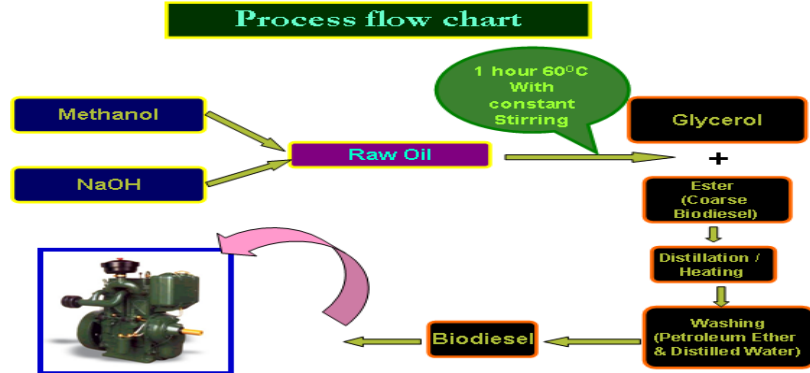 Process flow chart
1 hour 60⁰C
With
constant
Stirring
Methanol
Glycerol
Raw Oil
+
NaOH
Ester
(Coarse
Biodiesel)
Distillation /
Heating
Washing
(Petroleum Ether
& Distilled Water)
Biodiesel